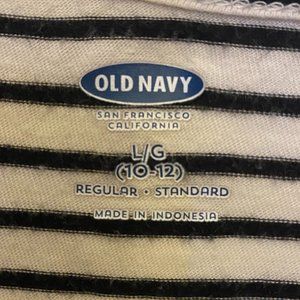 OLD NAVY
SAN FRANCISCO
CALIFORNIA
L/G
(10-12)
REGULAR • STANDARD
MADE IN INDONESIA